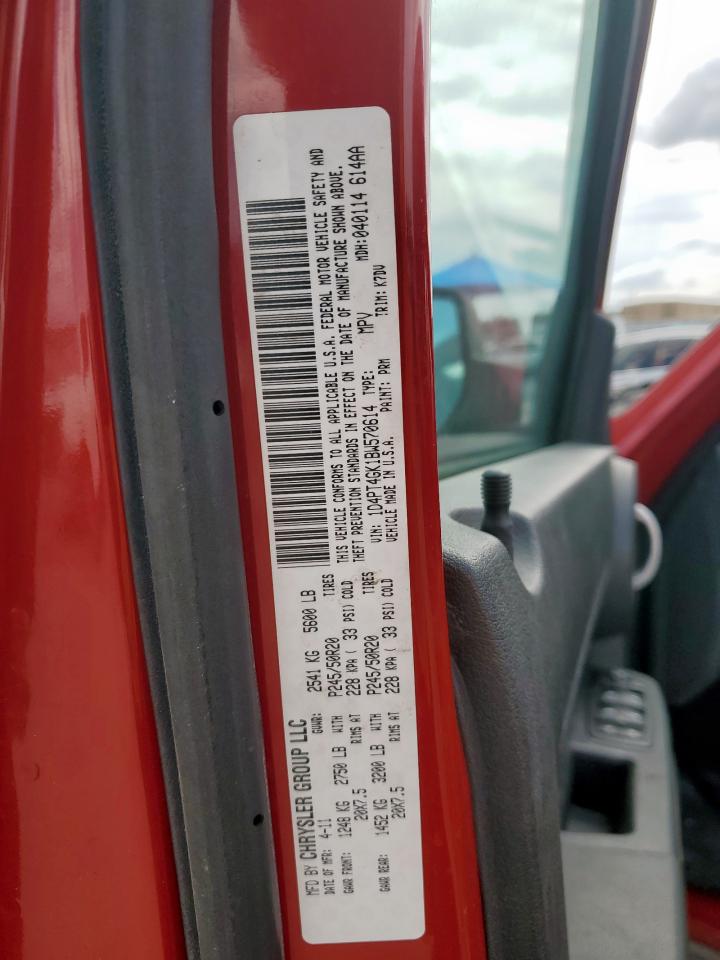 MFD BY CHRYSLER GROUP LLC
DATE OF MFR: 4-11 GVWR: 2541 KG 5600 LB
GAWR FRONT: 1248 KG 2750 LB WITH P245/50R20 TIRES
20X7.5 RIMS AT 228 KPA ( 33 PSI) COLD
GAWR REAR: 1452 KG 3200 LB WITH P245/50R20 TIRES
20X7.5 RIMS AT 228 KPA ( 33 PSI) COLD
THIS VEHICLE CONFORMS TO ALL APPLICABLE U.S.A. FEDERAL MOTOR VEHICLE SAFETY AND
THEFT PREVENTION STANDARDS IN EFFECT ON THE DATE OF MANUFACTURE SHOWN ABOVE.
VIN: 1D4PT4GK1BW570614 TYPE: MPV MDH:040114 614AA
VEHICLE MADE IN U.S.A. PAINT: PRM TRIM: K7DV